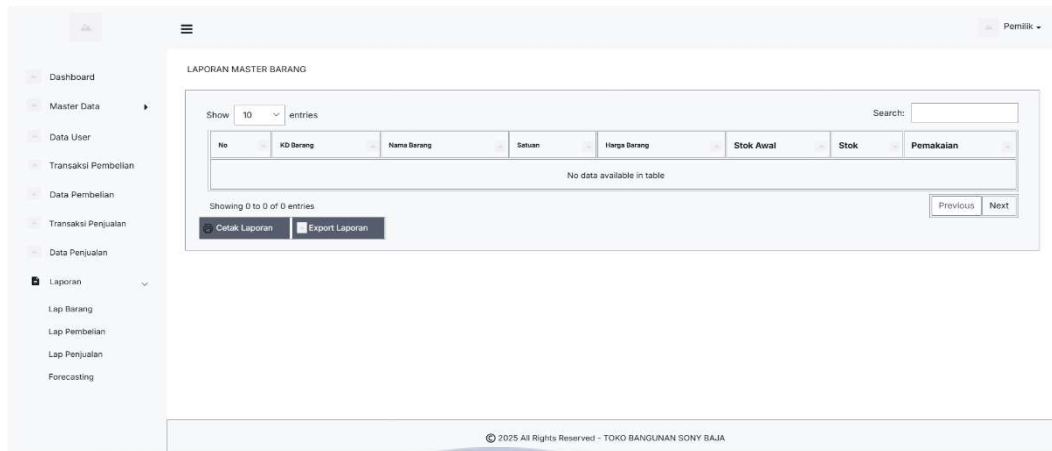 Pemilik
Dashboard
Master Data
Data User
Transaksi Pembelian
Data Pembelian
Transaksi Penjualan
Data Penjualan
Laporan
Lap Barang
Lap Pembelian
Lap Penjualan
Forecasting
LAPORAN MASTER BARANG
Show 10 entries
Search:
No KD Barang Nama Barang Satuan Harga Barang Stok Awal Stok Pemakaian
No data available in table
Showing 0 to 0 of 0 entries
Previous Next
Cetak Laporan Export Laporan
© 2025 All Rights Reserved - TOKO BANGUNAN SONY BAJA